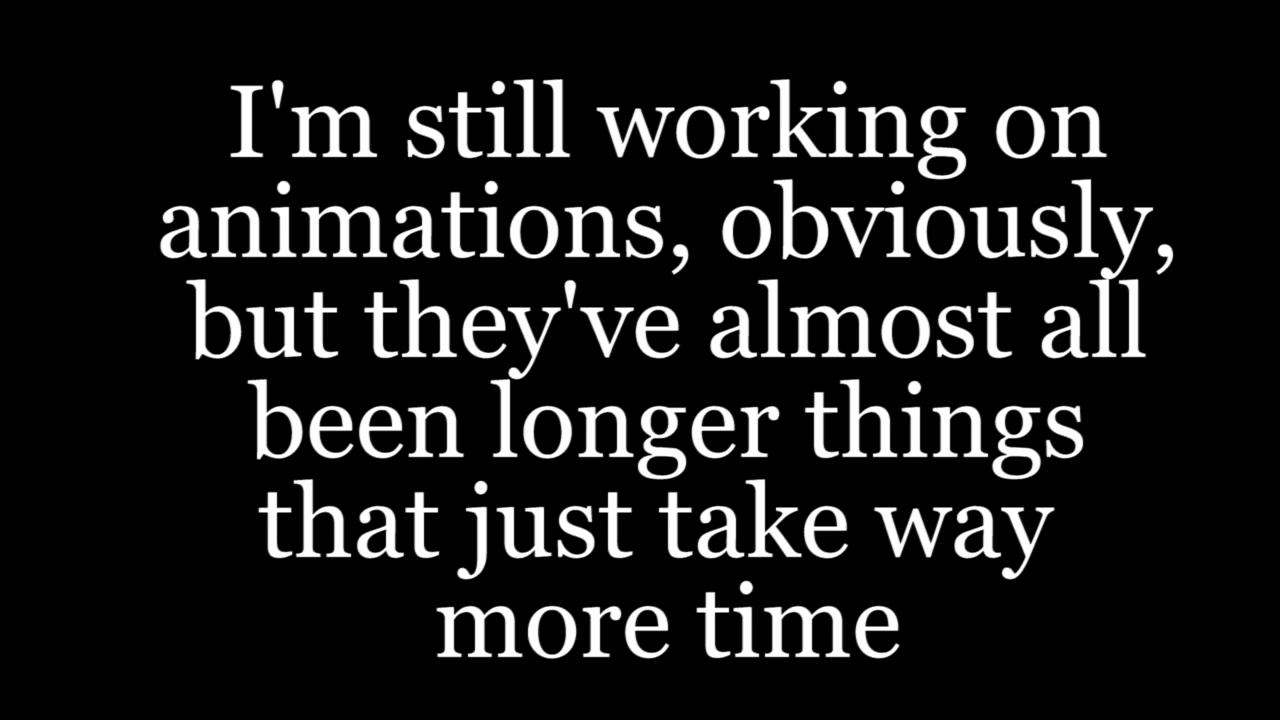 I'm still working on
animations, obviously,
but they've almost all
been longer things
that just take way
more time